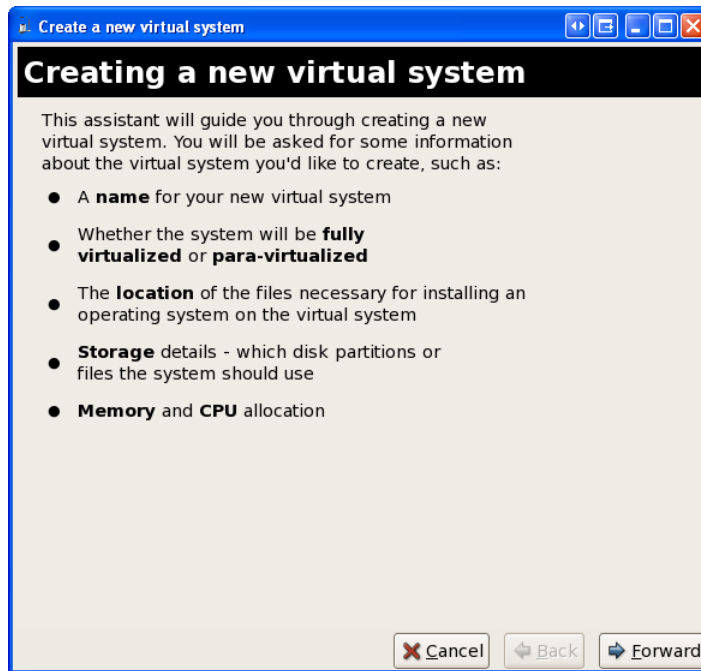 Create a new virtual system
Creating a new virtual system
This assistant will guide you through creating a new
virtual system. You will be asked for some information
about the virtual system you'd like to create, such as:
● A name for your new virtual system
● Whether the system will be fully
virtualized or para-virtualized
● The location of the files necessary for installing an
operating system on the virtual system
● Storage details - which disk partitions or
files the system should use
● Memory and CPU allocation
Cancel Back Forward